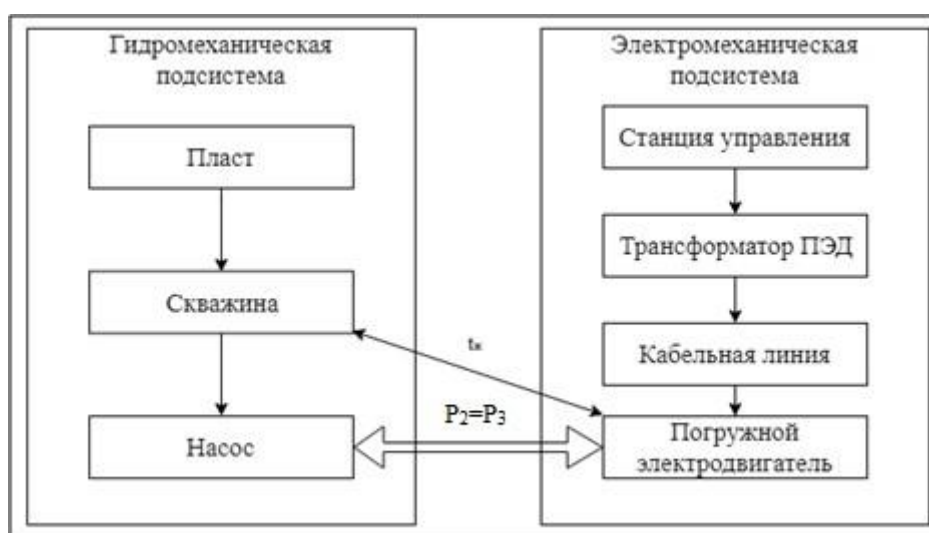 Гидромеханическая
подсистема
Пласт
Скважина
Насос
tж
P2=P3
Электромеханическая
подсистема
Станция управления
Трансформатор ПЭД
Кабельная линия
Погружной
электродвигатель